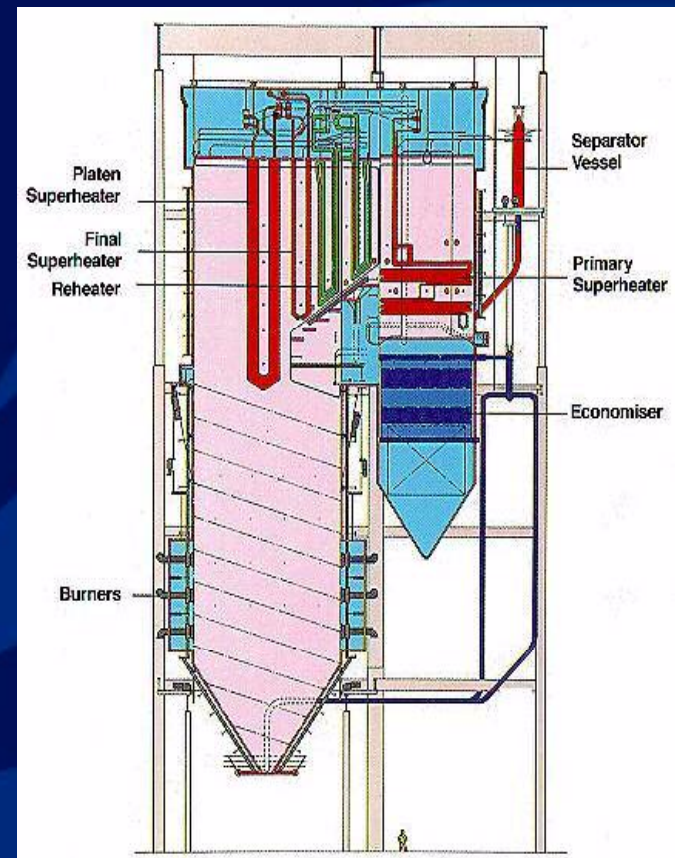 Platen
Superheater
Final
Superheater
Reheater
Burners
Separator
Vessel
Primary
Superheater
Economiser